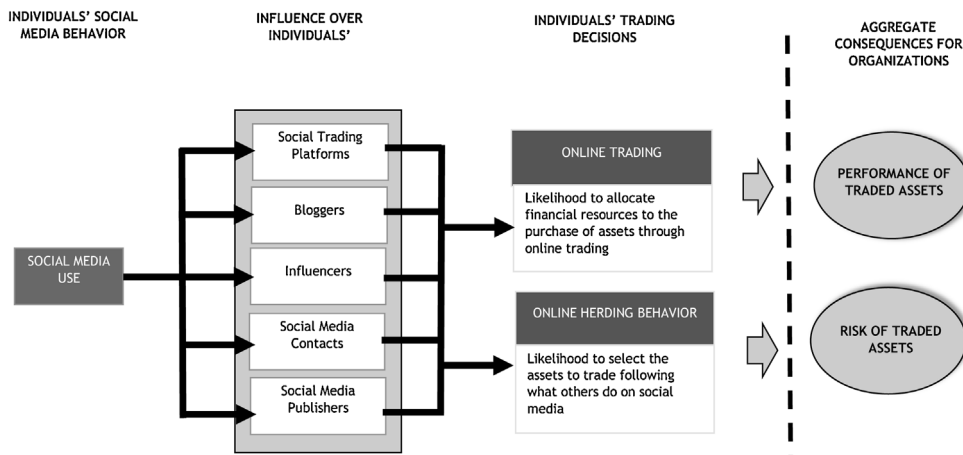 INDIVIDUALS’ SOCIAL
MEDIA BEHAVIOR
INFLUENCE OVER
INDIVIDUALS’
INDIVIDUALS’ TRADING
DECISIONS
AGGREGATE
CONSEQUENCES FOR
ORGANIZATIONS
SOCIAL MEDIA
USE
Social Trading
Platforms
Bloggers
Influencers
Social Media
Contacts
Social Media
Publishers
ONLINE TRADING
Likelihood to allocate
financial resources to the
purchase of assets through
online trading
ONLINE HERDING BEHAVIOR
Likelihood to select the
assets to trade following
what others do on social
media
PERFORMANCE OF
TRADED ASSETS
RISK OF TRADED
ASSETS